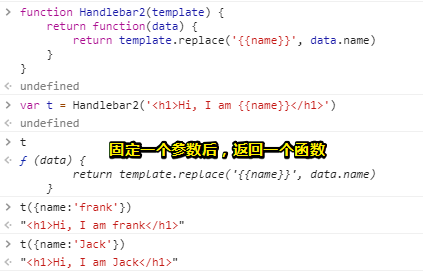 > function Handlebar2(template) {
return function(data) {
return template.replace('{{name}}', data.name)
}
}
<· undefined
> var t = Handlebar2('<h1>Hi, I am {{name}}</h1>')
<· undefined
> t
固定一个参数后，返回一个函数
<· ƒ (data) {
return template.replace('{{name}}', data.name)
}
> t({name:'frank'})
<· "<h1>Hi, I am frank</h1>"
> t({name:'Jack'})
<· "<h1>Hi, I am Jack</h1>"